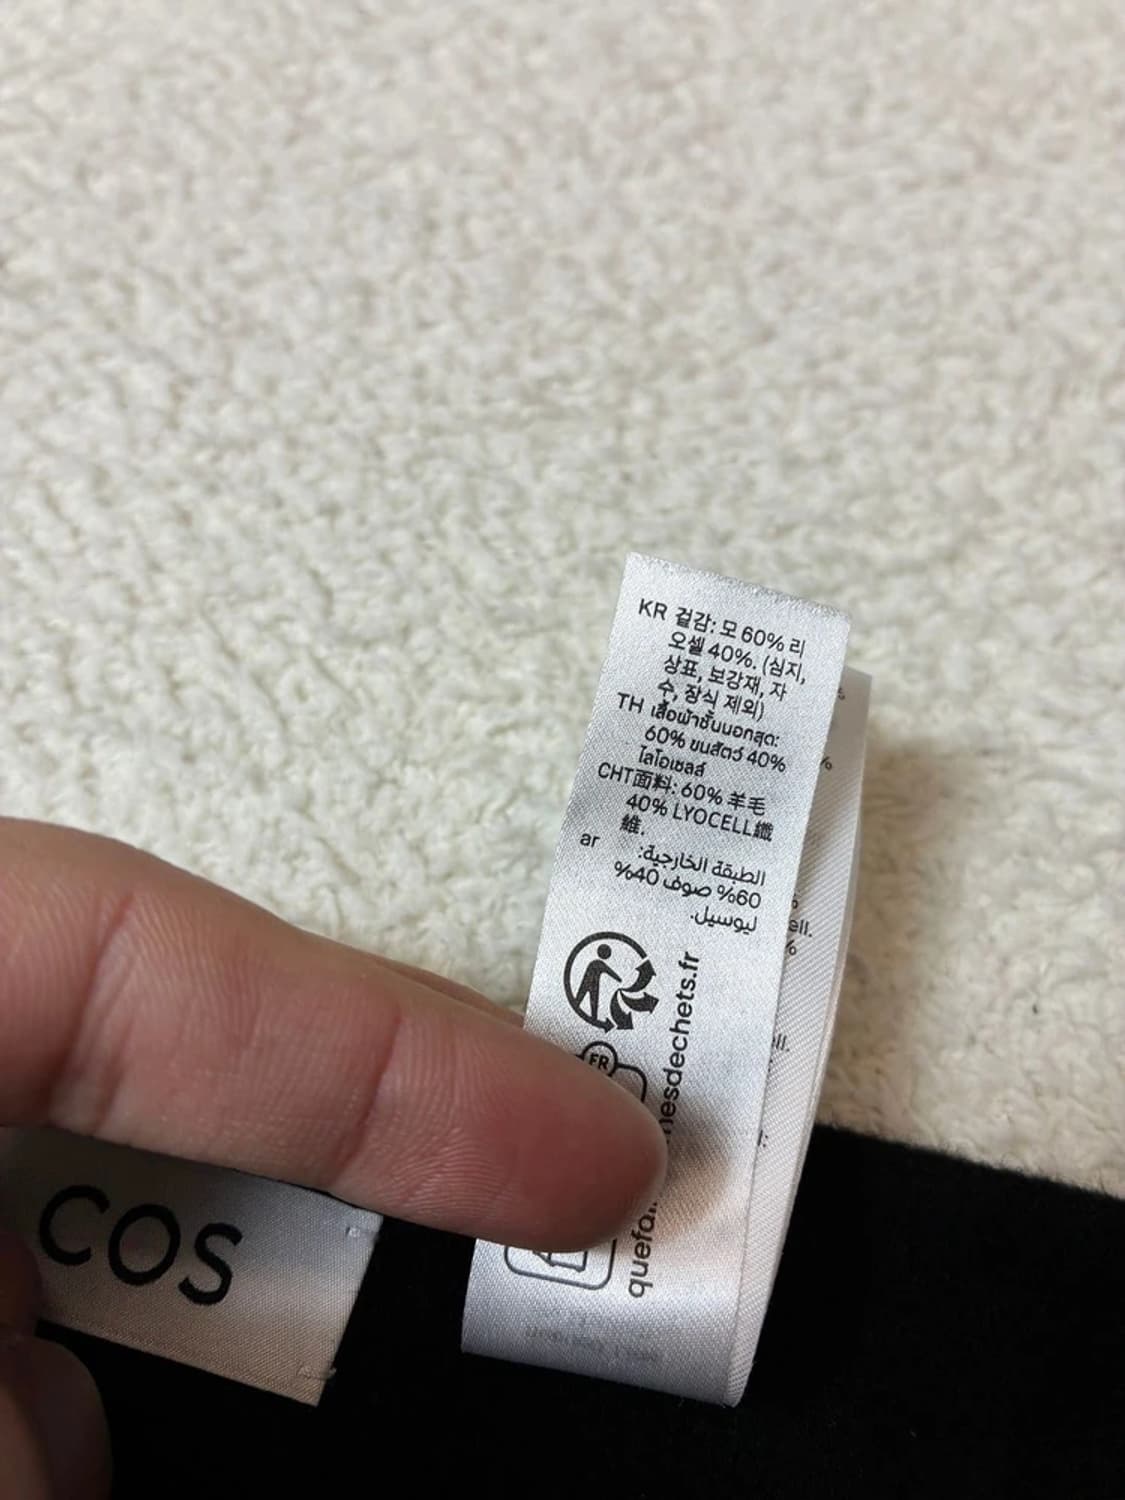 KR 겉감: 모 60% 리
오셀 40%. (심지,
상표, 보강재, 자
수, 장식 제외)
TH เสื้อผ้าชั้นนอกสุด:
60% ขนสัตว์ 40%
ไลโอเซลล์
CHT面料: 60% 羊毛
40% LYOCELL纖
維.
ar الطبقة الخارجية:
60% صوف 40%
ليوسيل.
FR
COS
%
%
ell.
%
ell.